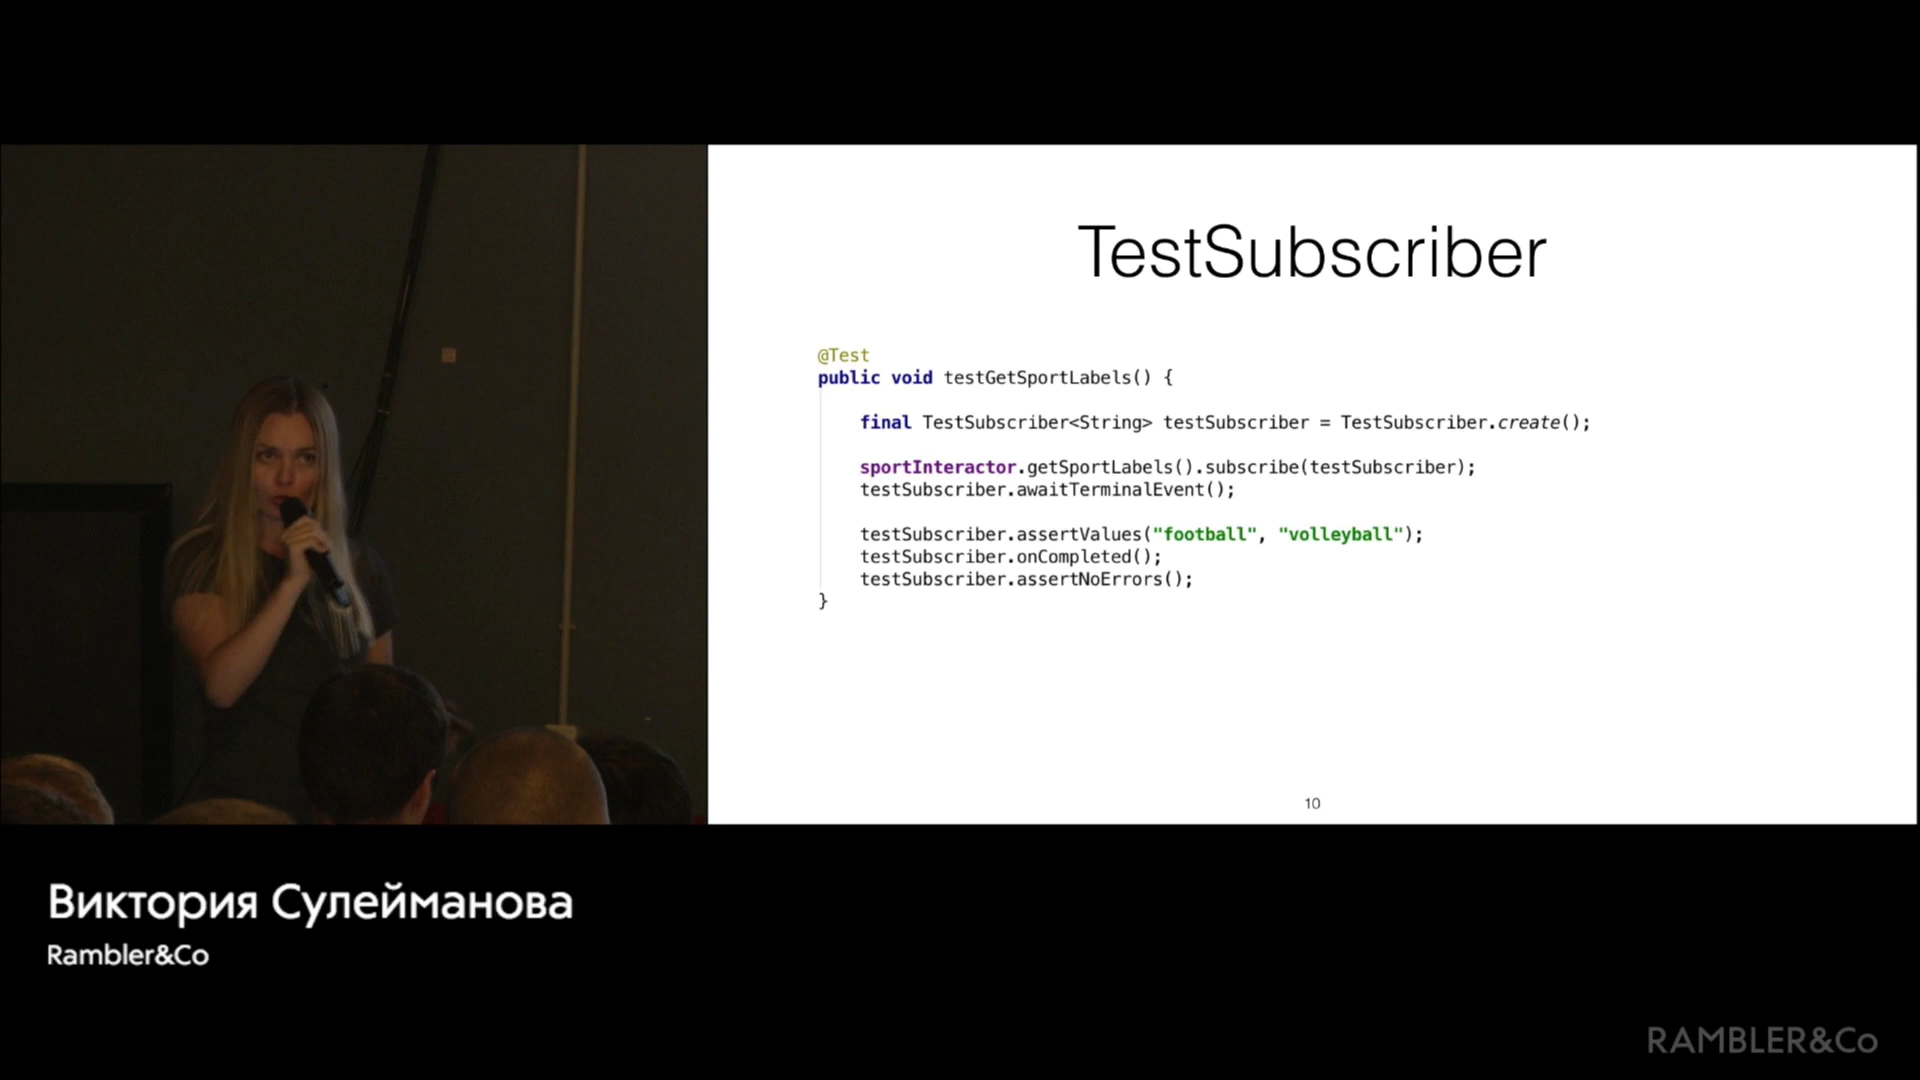 TestSubscriber
@Test
public void testGetSportLabels() {
final TestSubscriber<String> testSubscriber = TestSubscriber.create();
sportInteractor.getSportLabels().subscribe(testSubscriber);
testSubscriber.awaitTerminalEvent();
testSubscriber.assertValues("football", "volleyball");
testSubscriber.onCompleted();
testSubscriber.assertNoErrors();
}
10
Виктория Сулейманова
Rambler&Co
RAMBLER&Co